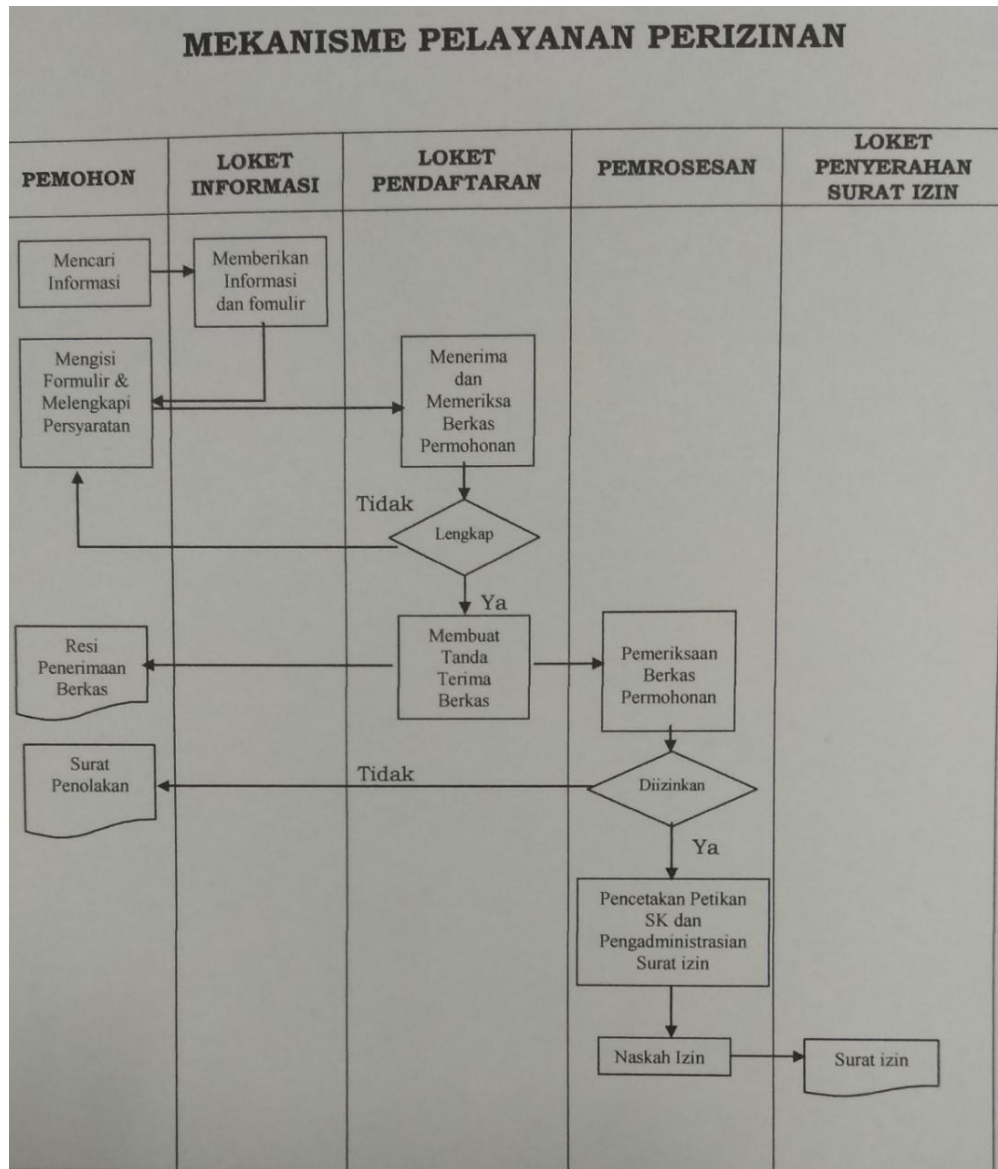 MEKANISME PELAYANAN PERIZINAN
PEMOHON
LOKET
INFORMASI
LOKET
PENDAFTARAN
PEMROSESAN
LOKET
PENYERAHAN
SURAT IZIN
Mencari
Informasi
Memberikan
Informasi
dan fomulir
Mengisi
Formulir &
Melengkapi
Persyaratan
Menerima
dan
Memeriksa
Berkas
Permohonan
Tidak
Lengkap
Ya
Resi
Penerimaan
Berkas
Membuat
Tanda
Terima
Berkas
Pemeriksaan
Berkas
Permohonan
Surat
Penolakan
Tidak
Diizinkan
Ya
Pencetakan Petikan
SK dan
Pengadministrasian
Surat izin
Naskah Izin
Surat izin